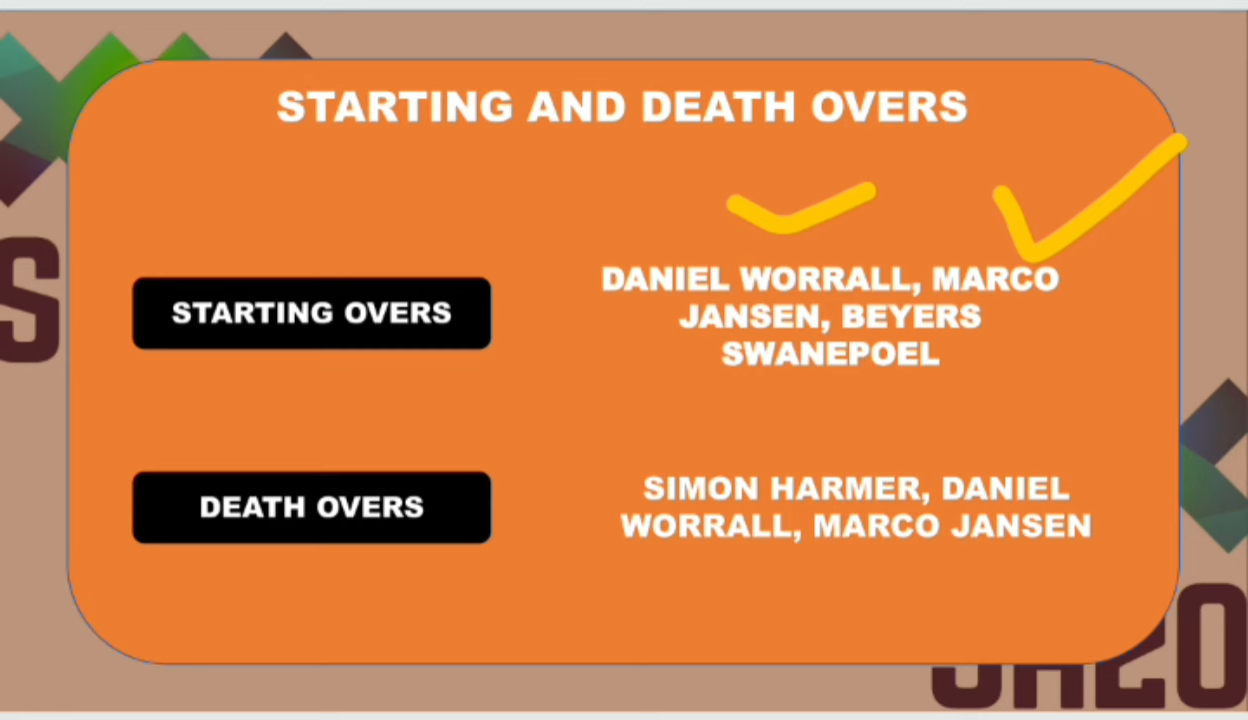 STARTING AND DEATH OVERS
S
STARTING OVERS
DANIEL WORRALL, MARCO
JANSEN, BEYERS
SWANEPOEL
DEATH OVERS
SIMON HARMER, DANIEL
WORRALL, MARCO JANSEN
SA20